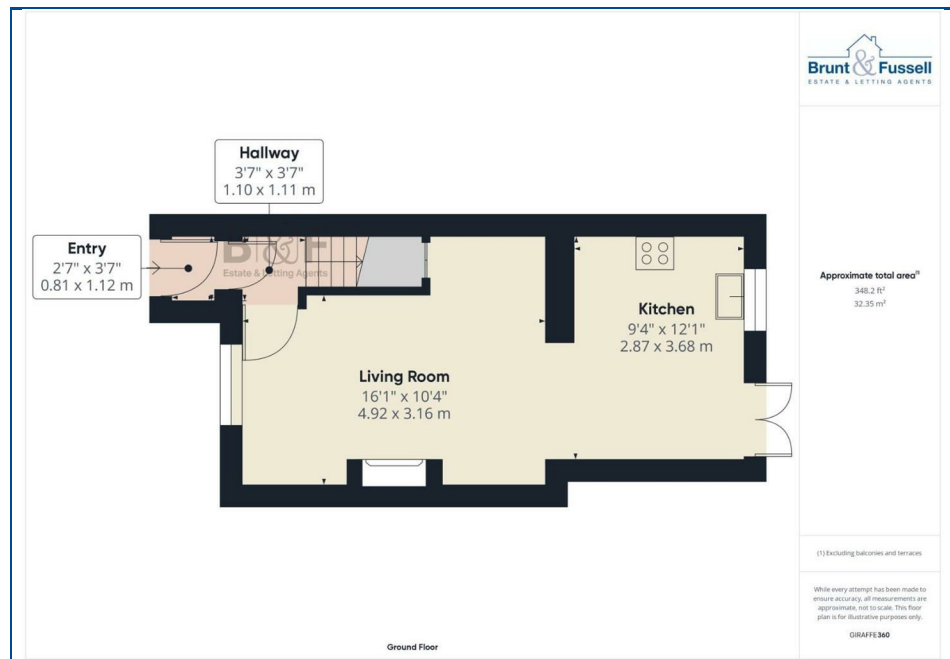 Brunt & Fussell
ESTATE & LETTING AGENTS
Hallway
3'7" x 3'7"
1.10 x 1.11 m
Entry
2'7" x 3'7"
0.81 x 1.12 m
B&F
Estate & Letting Agents
Kitchen
9'4" x 12'1"
2.87 x 3.68 m
Living Room
16'1" x 10'4"
4.92 x 3.16 m
Ground Floor
Approximate total area(1)
348.2 ft²
32.35 m²
(1) Excluding balconies and terraces
While every attempt has been made to
ensure accuracy, all measurements are
approximate, not to scale. This floor
plan is for illustrative purposes only.
GIRAFFE360